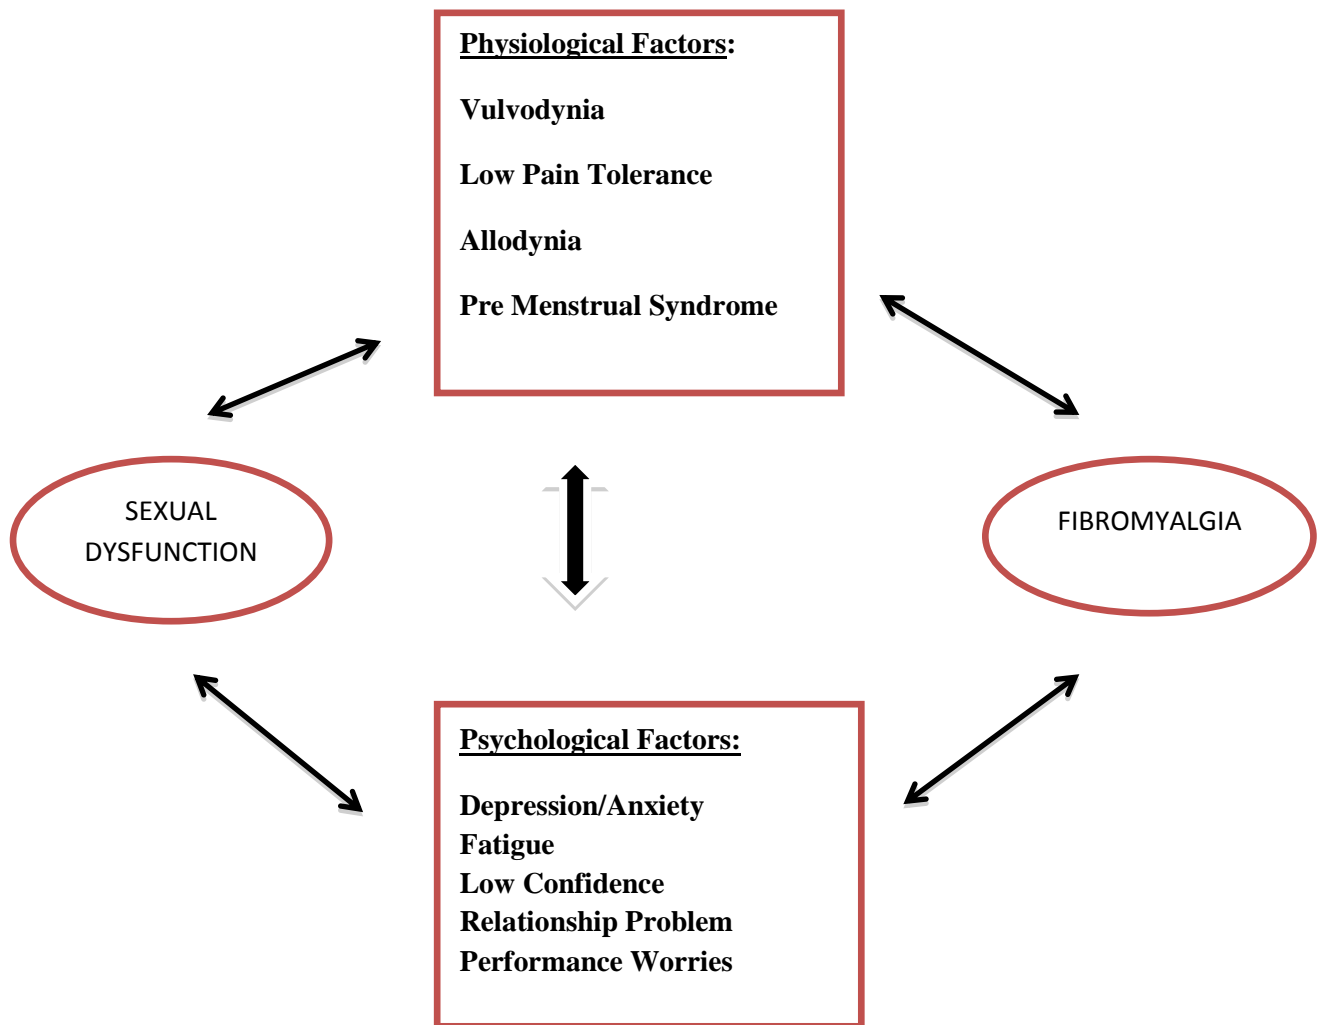 Physiological Factors:
Vulvodynia
Low Pain Tolerance
Allodynia
Pre Menstrual Syndrome
SEXUAL
DYSFUNCTION
FIBROMYALGIA
Psychological Factors:
Depression/Anxiety
Fatigue
Low Confidence
Relationship Problem
Performance Worries